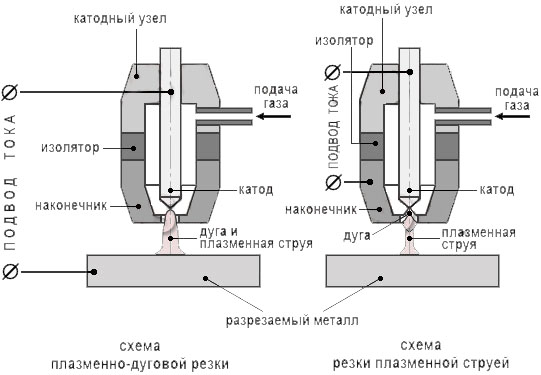 катодный узел
изолятор
подача
газа
ПОДВОД ТОКА
изолятор
наконечник
катод
дуга и
плазменная струя
катодный узел
подача
газа
ПОДВОД ТОКА
катод
наконечник
дуга
плазменная
струя
разрезаемый металл
схема
плазменно-дуговой резки
схема
резки плазменной струей